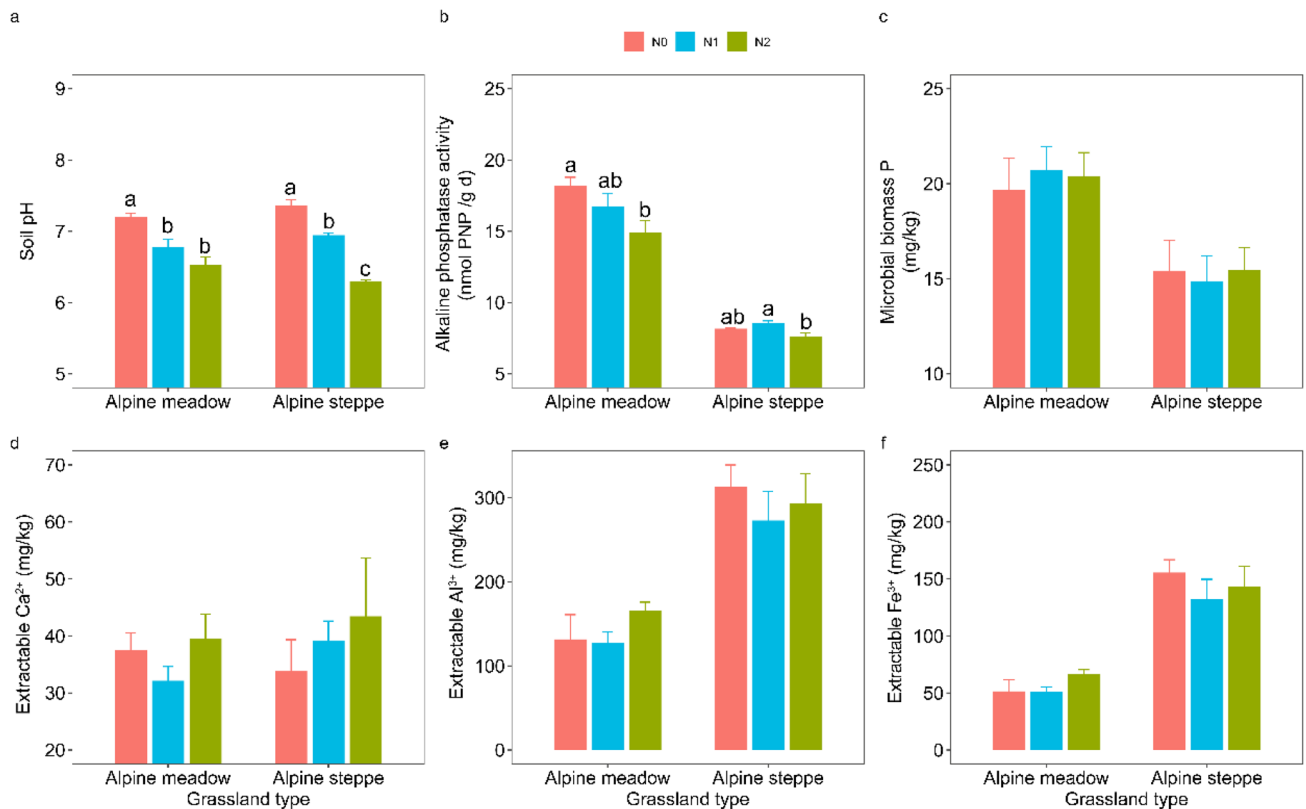 a
b
c
N0 N1 N2
Soil pH
9
8
7
6
5
a
b
b
a
b
c
Alpine meadow Alpine steppe
Alkaline phosphatase activity
(nmol PNP /g d)
25
20
15
10
5
a
ab
b
ab
a
b
Alpine meadow Alpine steppe
Microbial biomass P
(mg/kg)
25
20
15
10
Alpine meadow Alpine steppe
d
Extractable Ca²⁺ (mg/kg)
70
60
50
40
30
20
Alpine meadow Alpine steppe
Grassland type
e
Extractable Al³⁺ (mg/kg)
300
200
100
0
Alpine meadow Alpine steppe
Grassland type
f
Extractable Fe³⁺ (mg/kg)
250
200
150
100
50
0
Alpine meadow Alpine steppe
Grassland type